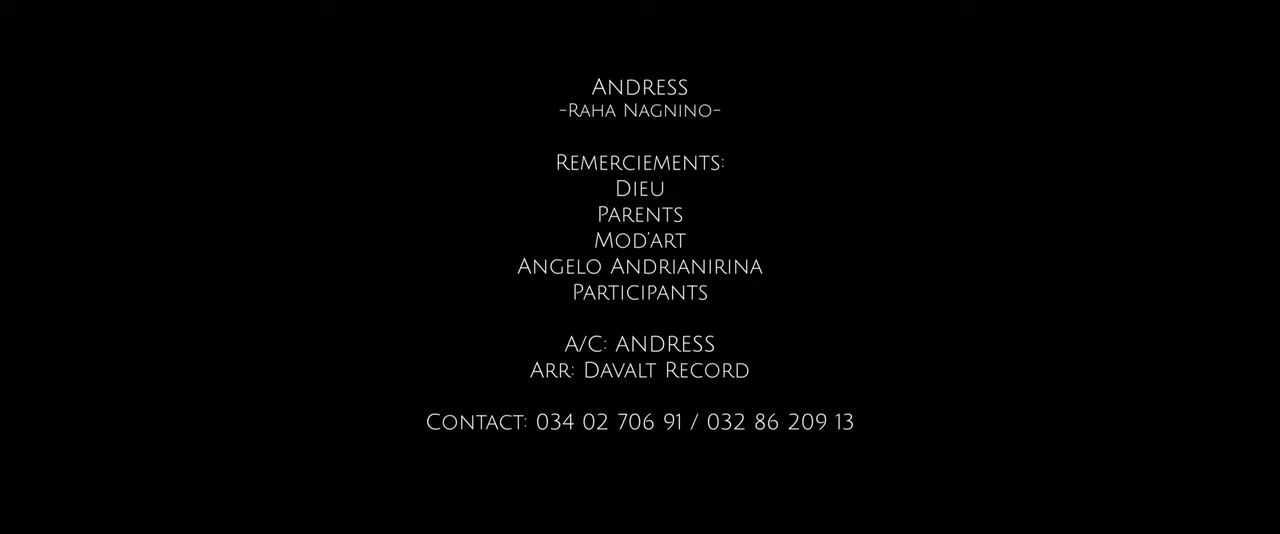 Andress
-Raha Nagnino-
Remerciements:
Dieu
Parents
Mod'art
Angelo Andrianirina
Participants
A/C: ANDRESS
Arr: Davalt Record
Contact: 034 02 706 91 / 032 86 209 13